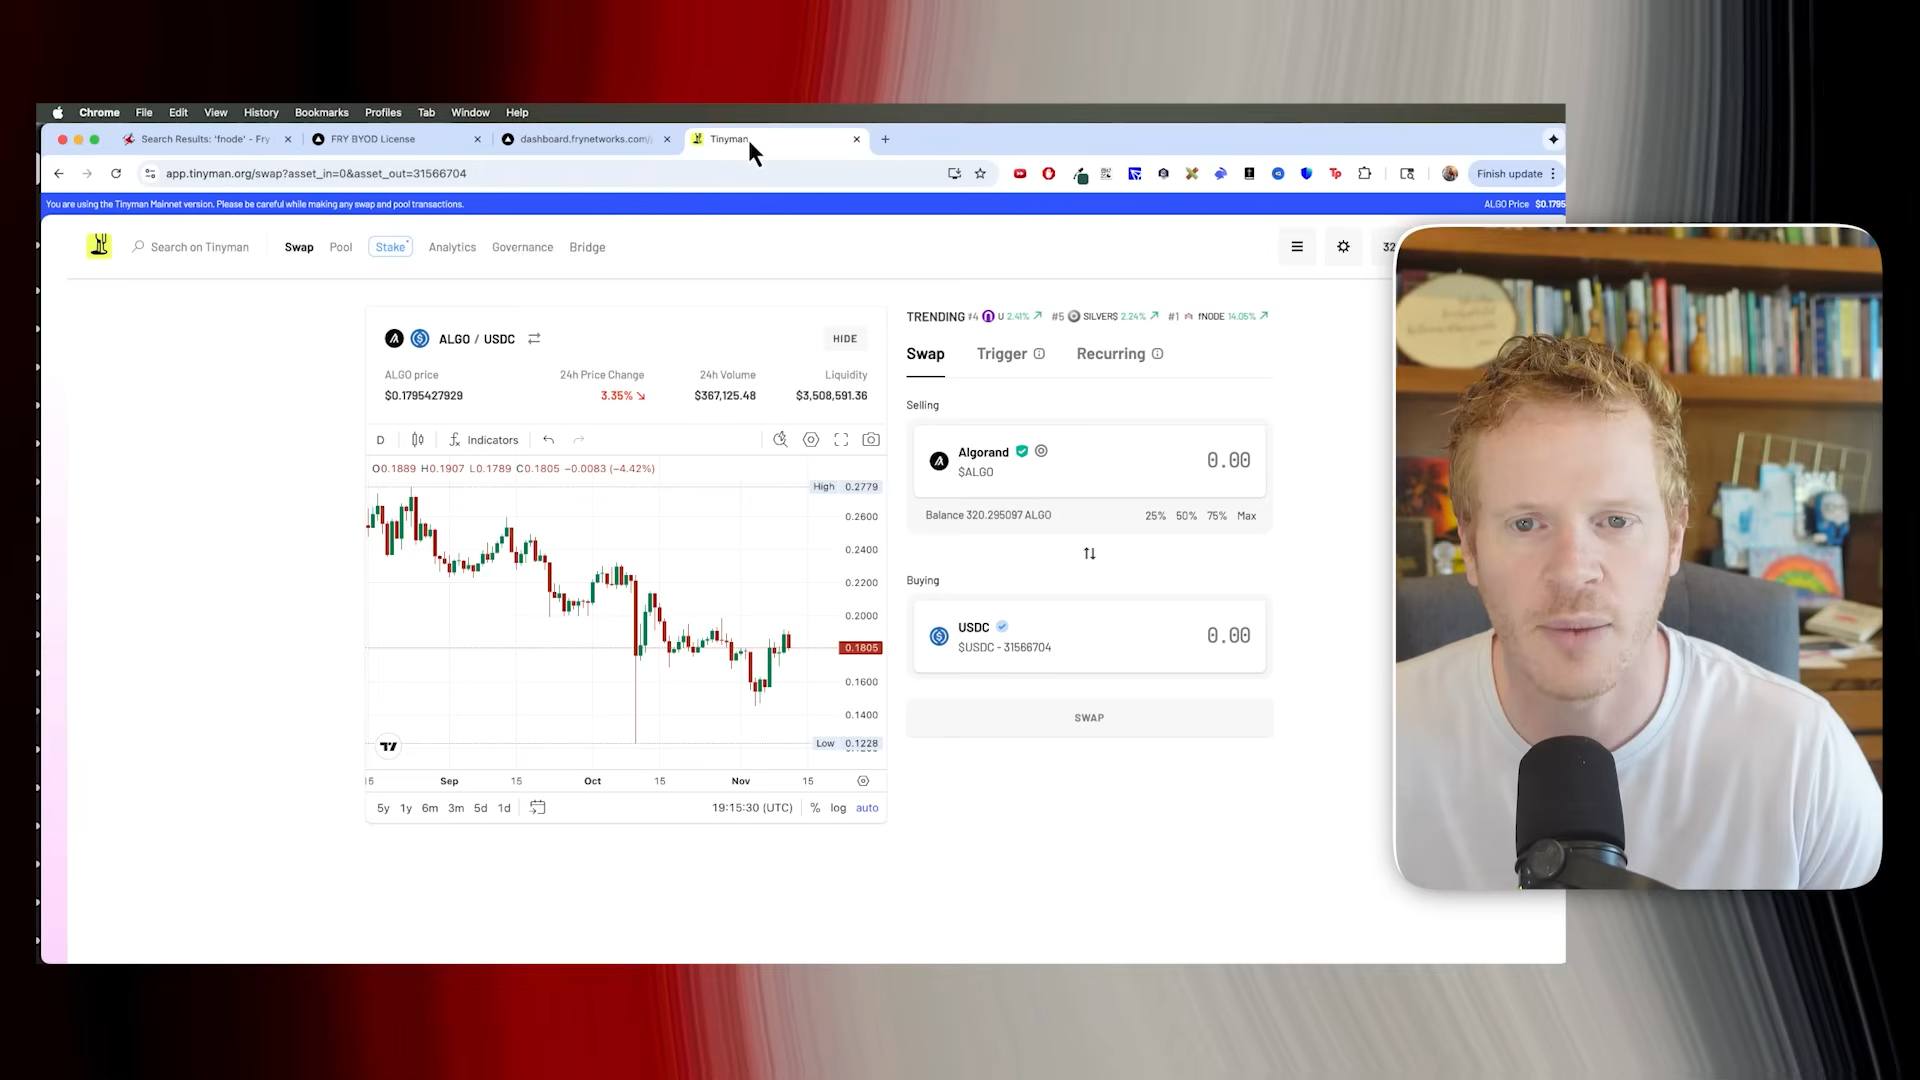 Chrome File Edit View History Bookmarks Profiles Tab Window Help
Search Results: 'fnode' - Fry
FRY BYOD License
dashboard.frynetworks.com/
Tinyman
app.tinyman.org/swap?asset_in=0&asset_out=31566704
Finish update
You are using the Tinyman Mainnet version. Please be careful while making any swap and pool transactions.
ALGO Price $0.1795
Search on Tinyman
Swap Pool Stake Analytics Governance Bridge
32
ALGO / USDC
HIDE
ALGO price 24h Price Change 24h Volume Liquidity
$0.1795427929 3.35% $367,125.48 $3,508,591.36
D Indicators
O0.1889 H0.1907 L0.1789 C0.1805 −0.0083 (−4.42%)
High 0.2779
0.2600
0.2400
0.2200
0.2000
0.1805
0.1600
0.1400
Low 0.1228
Sep 15 Oct 15 Nov 15
5y 1y 6m 3m 5d 1d
19:15:30 (UTC) % log auto
TRENDING #4 U 2.41% #5 SILVER$ 2.24% #1 fNODE 14.05%
Swap Trigger Recurring
Selling
Algorand
$ALGO
0.00
Balance 320.295097 ALGO
25% 50% 75% Max
Buying
USDC
$USDC - 31566704
0.00
SWAP